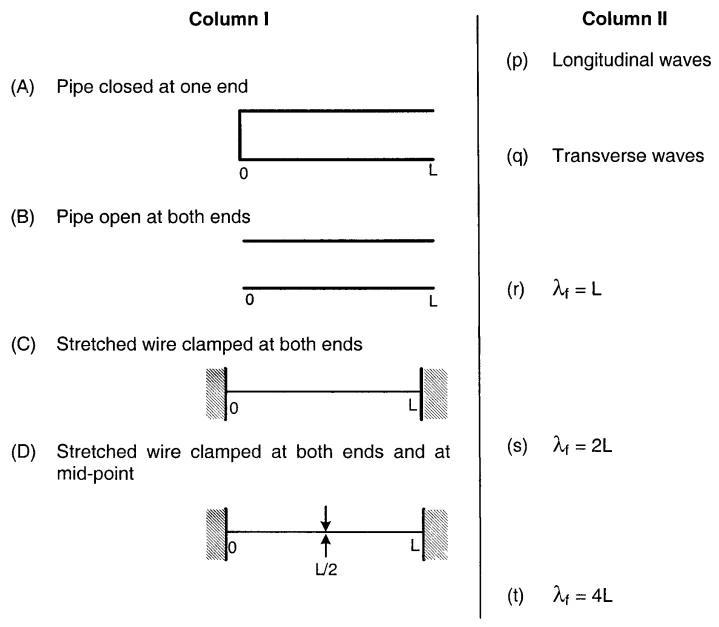 Column I
(A) Pipe closed at one end
0 L
(B) Pipe open at both ends
0 L
(C) Stretched wire clamped at both ends
0 L
(D) Stretched wire clamped at both ends and at
mid-point
0 L
L/2
Column II
(p) Longitudinal waves
(q) Transverse waves
(r) λf = L
(s) λf = 2L
(t) λf = 4L